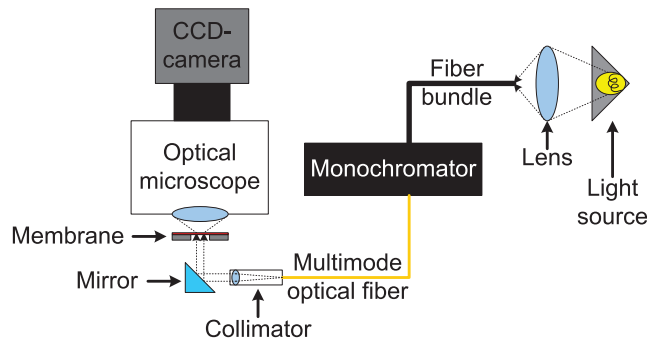 CCD-
camera
Fiber
bundle
Optical
microscope
Monochromator
Lens
Light
source
Membrane
Mirror
Multimode
optical fiber
Collimator